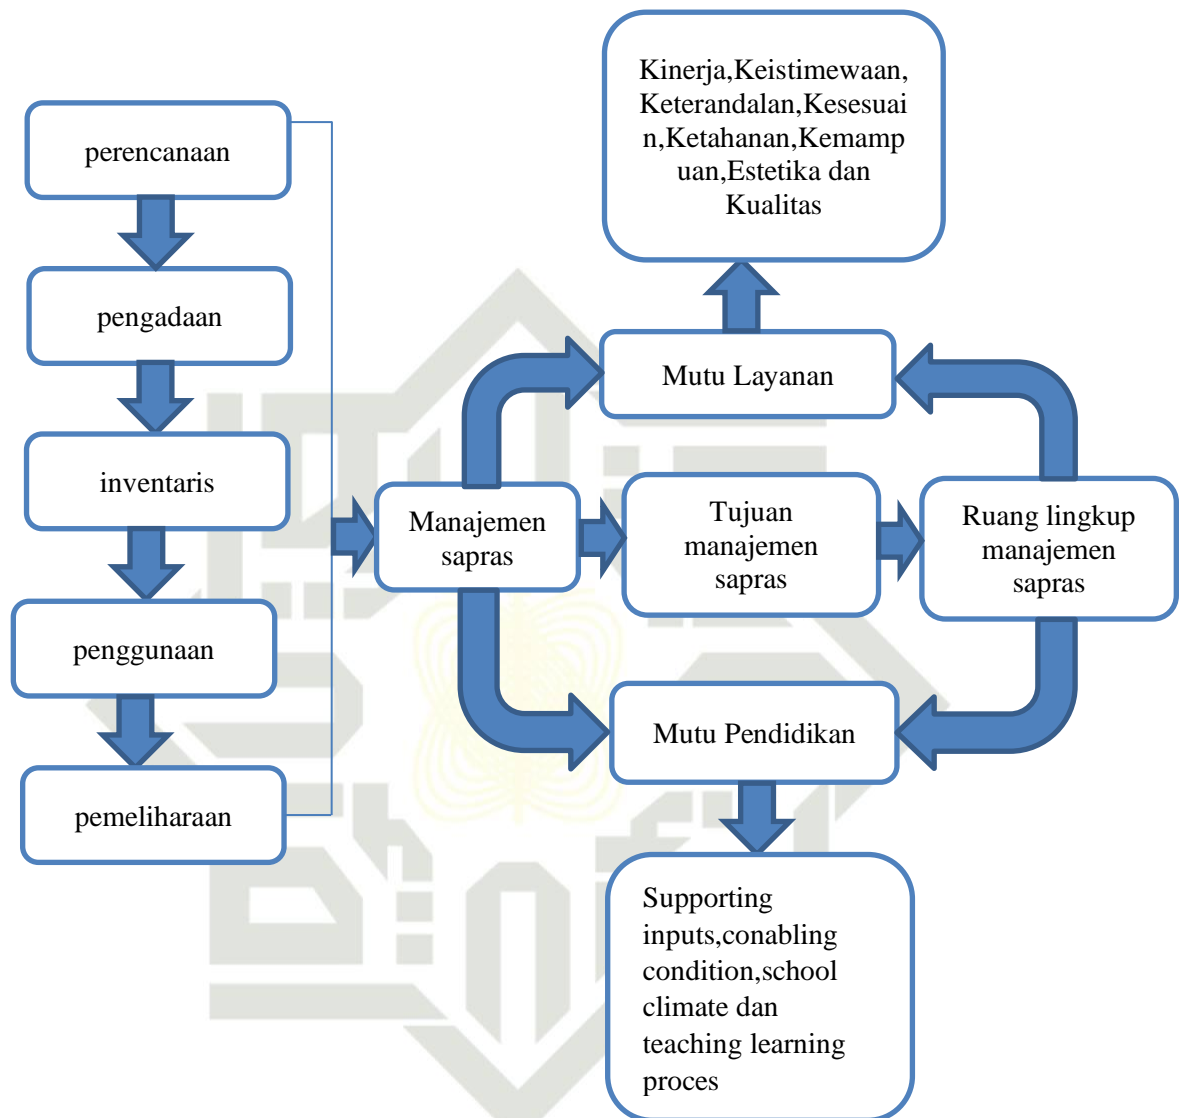 perencanaan
pengadaan
inventaris
penggunaan
pemeliharaan
Manajemen
sapras
Kinerja,Keistimewaan,
Keterandalan,Kesesuai
n,Ketahanan,Kemamp
uan,Estetika dan
Kualitas
Mutu Layanan
Tujuan
manajemen
sapras
Ruang lingkup
manajemen
sapras
Mutu Pendidikan
Supporting
inputs,conabling
condition,school
climate dan
teaching learning
proces